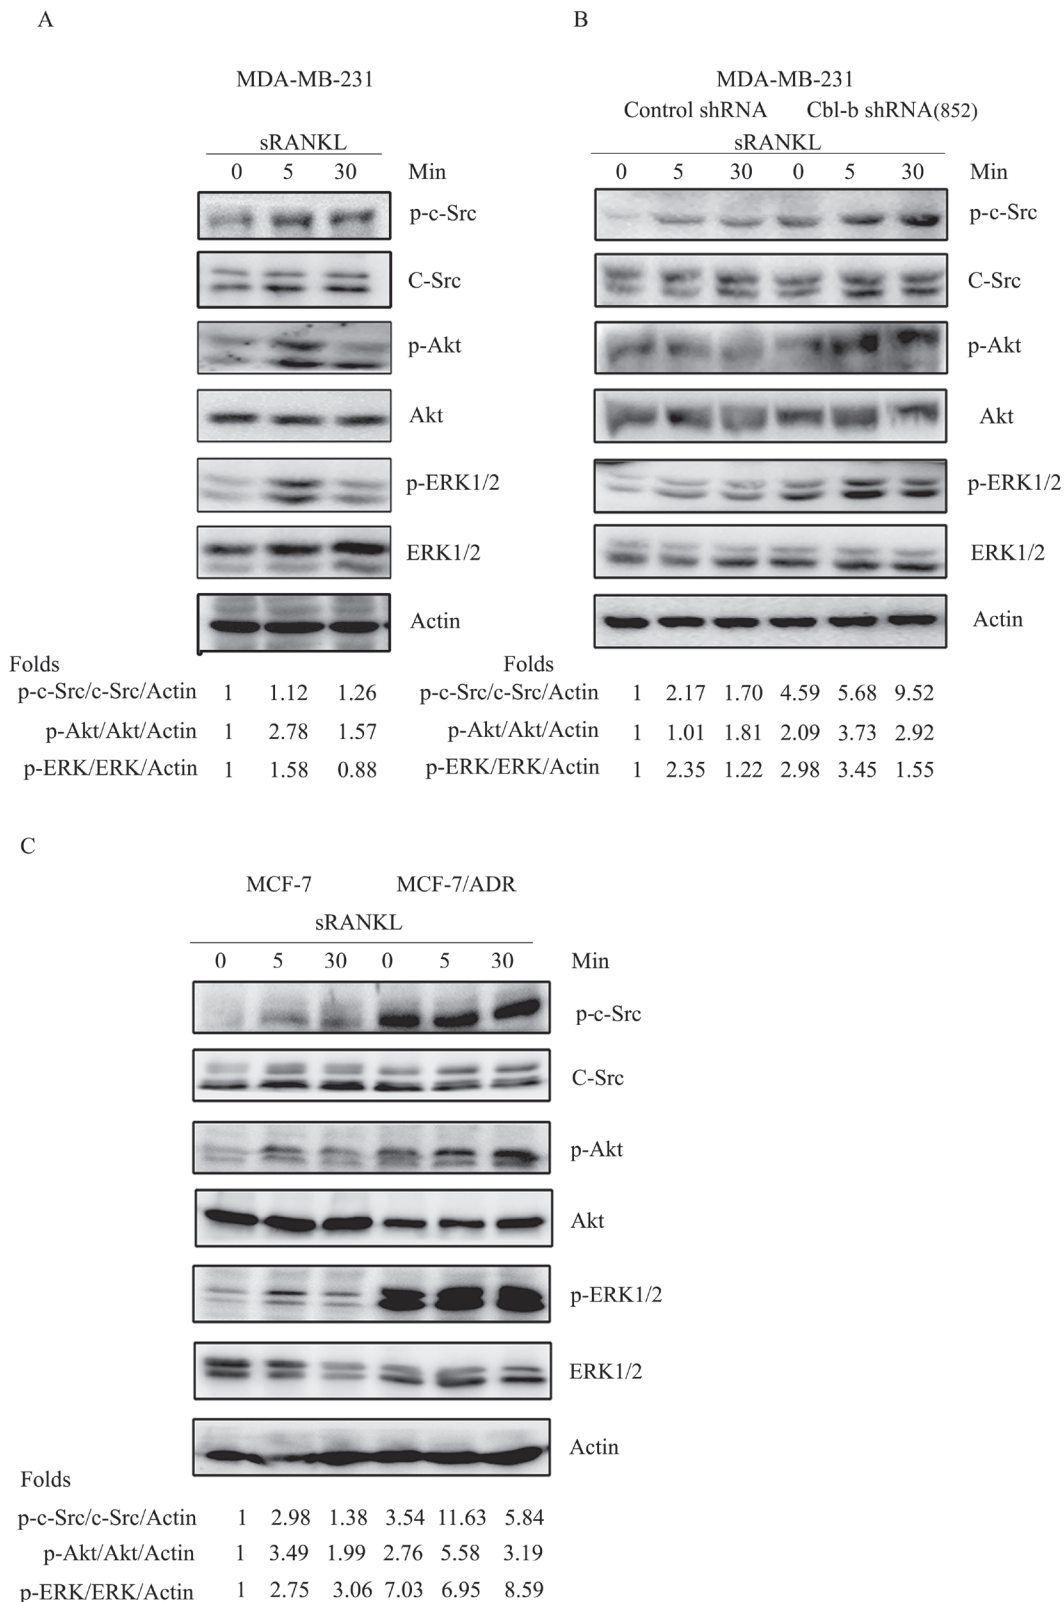 A
MDA-MB-231
sRANKL
0 5 30 Min
p-c-Src
C-Src
p-Akt
Akt
p-ERK1/2
ERK1/2
Actin
Folds
p-c-Src/c-Src/Actin 1 1.12 1.26
p-Akt/Akt/Actin 1 2.78 1.57
p-ERK/ERK/Actin 1 1.58 0.88
B
MDA-MB-231
Control shRNA Cbl-b shRNA(852)
sRANKL
0 5 30 0 5 30 Min
p-c-Src
C-Src
p-Akt
Akt
p-ERK1/2
ERK1/2
Actin
Folds
p-c-Src/c-Src/Actin 1 2.17 1.70 4.59 5.68 9.52
p-Akt/Akt/Actin 1 1.01 1.81 2.09 3.73 2.92
p-ERK/ERK/Actin 1 2.35 1.22 2.98 3.45 1.55
C
MCF-7 MCF-7/ADR
sRANKL
0 5 30 0 5 30 Min
p-c-Src
C-Src
p-Akt
Akt
p-ERK1/2
ERK1/2
Actin
Folds
p-c-Src/c-Src/Actin 1 2.98 1.38 3.54 11.63 5.84
p-Akt/Akt/Actin 1 3.49 1.99 2.76 5.58 3.19
p-ERK/ERK/Actin 1 2.75 3.06 7.03 6.95 8.59